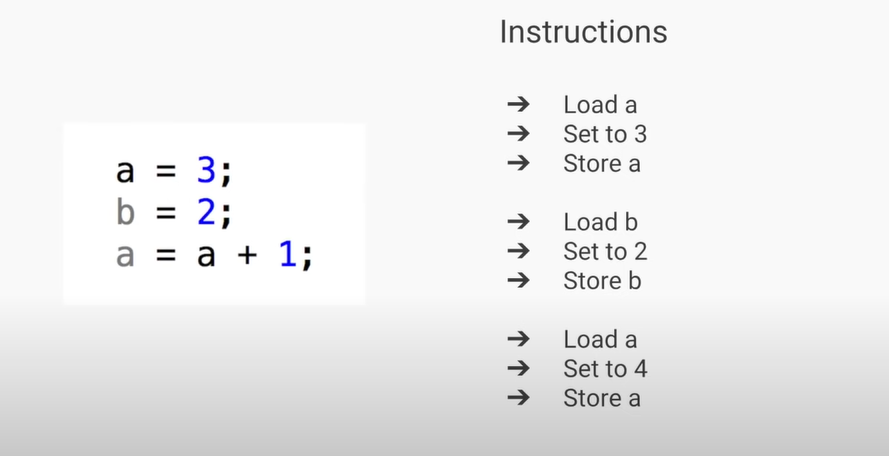 Instructions
a = 3;
b = 2;
a = a + 1;
→ Load a
→ Set to 3
→ Store a
→ Load b
→ Set to 2
→ Store b
→ Load a
→ Set to 4
→ Store a